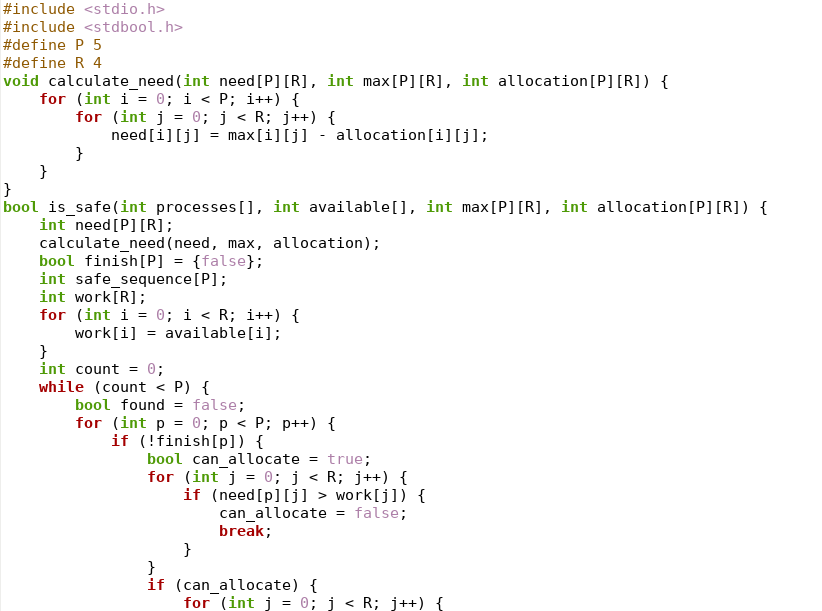 #include <stdio.h>
#include <stdbool.h>
#define P 5
#define R 4
void calculate_need(int need[P][R], int max[P][R], int allocation[P][R]) {
    for (int i = 0; i < P; i++) {
        for (int j = 0; j < R; j++) {
            need[i][j] = max[i][j] - allocation[i][j];
        }
    }
}
bool is_safe(int processes[], int available[], int max[P][R], int allocation[P][R]) {
    int need[P][R];
    calculate_need(need, max, allocation);
    bool finish[P] = {false};
    int safe_sequence[P];
    int work[R];
    for (int i = 0; i < R; i++) {
        work[i] = available[i];
    }
    int count = 0;
    while (count < P) {
        bool found = false;
        for (int p = 0; p < P; p++) {
            if (!finish[p]) {
                bool can_allocate = true;
                for (int j = 0; j < R; j++) {
                    if (need[p][j] > work[j]) {
                        can_allocate = false;
                        break;
                    }
                }
                if (can_allocate) {
                    for (int j = 0; j < R; j++) {